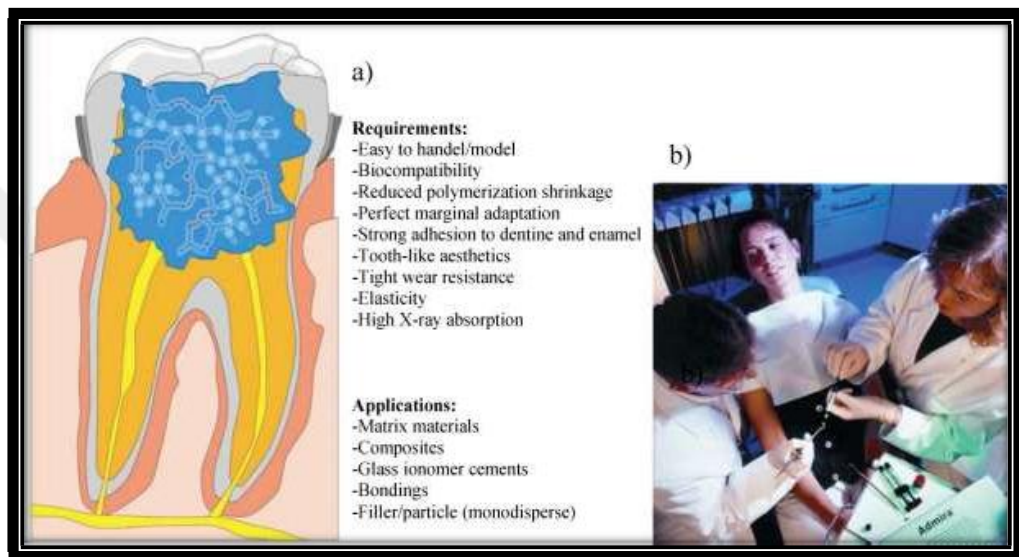 a)
Requirements:
-Easy to handel/model
-Biocompatibility
-Reduced polymerization shrinkage
-Perfect marginal adaptation
-Strong adhesion to dentine and enamel
-Tooth-like aesthetics
-Tight wear resistance
-Elasticity
-High X-ray absorption
Applications:
-Matrix materials
-Composites
-Glass ionomer cements
-Bondings
-Filler/particle (monodisperse)
b)
b)
Admira